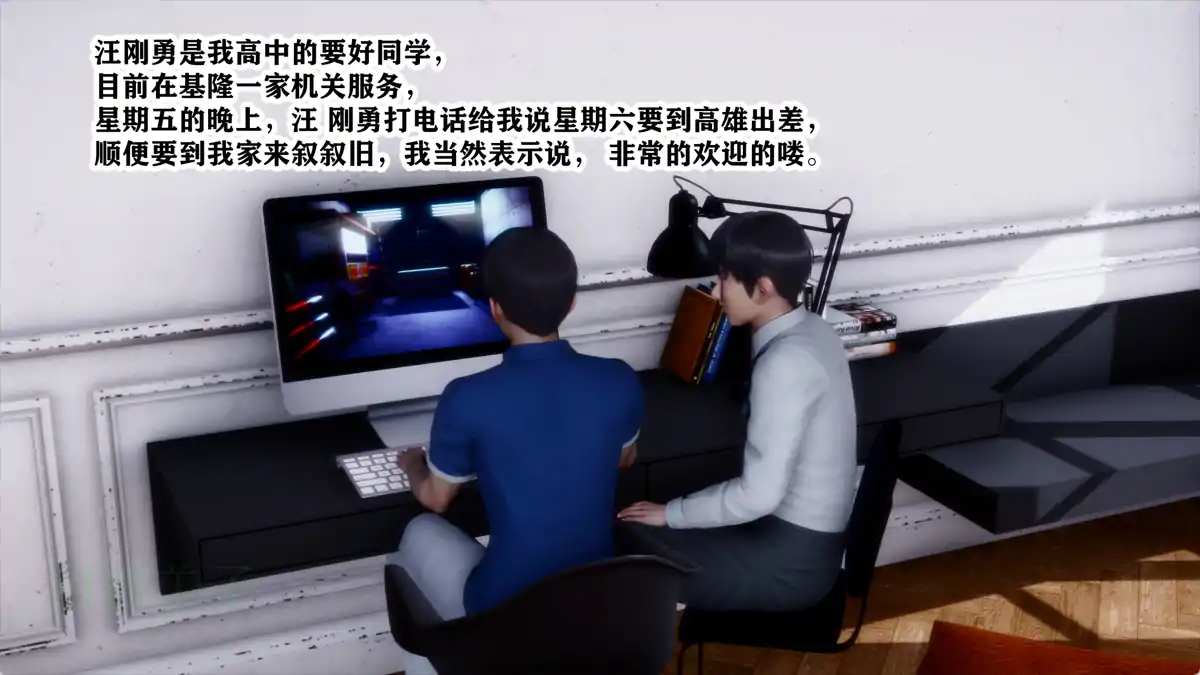 汪刚勇是我高中的要好同学，
目前在基隆一家机关服务，
星期五的晚上，汪 刚勇打电话给我说星期六要到高雄出差，
顺便要到我家来叙叙旧，我当然表示说， 非常的欢迎的喽。